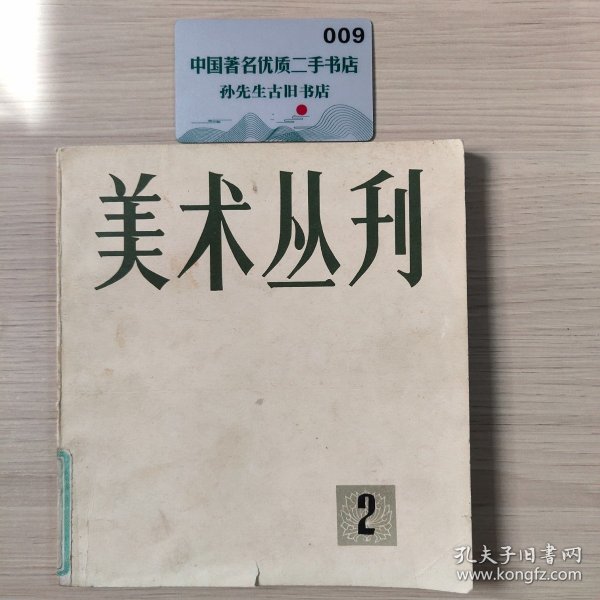 009
中国著名优质二手书店
孙先生古旧书店
美术丛刊
2
孔夫子旧书网
www.kongfz.com